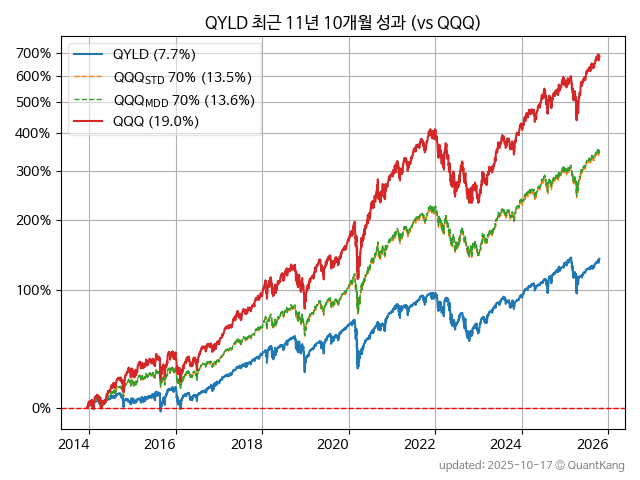 QYLD 최근 11년 10개월 성과 (vs QQQ)
700%
600%
500%
400%
300%
200%
100%
0%
QYLD (7.7%)
QQQSTD 70% (13.5%)
QQQMDD 70% (13.6%)
QQQ (19.0%)
2014 2016 2018 2020 2022 2024 2026
updated: 2025-10-17 © QuantKang